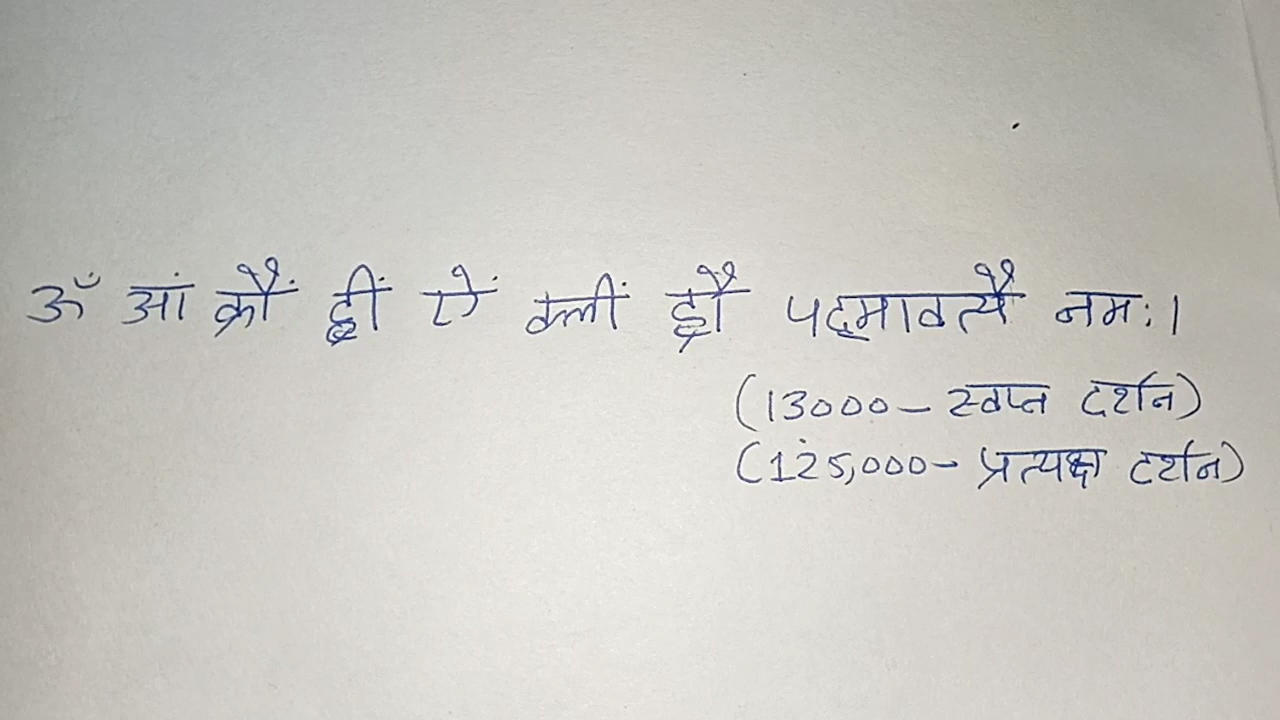 ॐ आं क्रौं ह्रीं ऐं क्लीं ह्रौ पद्मावत्यै नमः।
(13000- स्वप्न दर्शन)
(125,000- प्रत्यक्ष दर्शन)